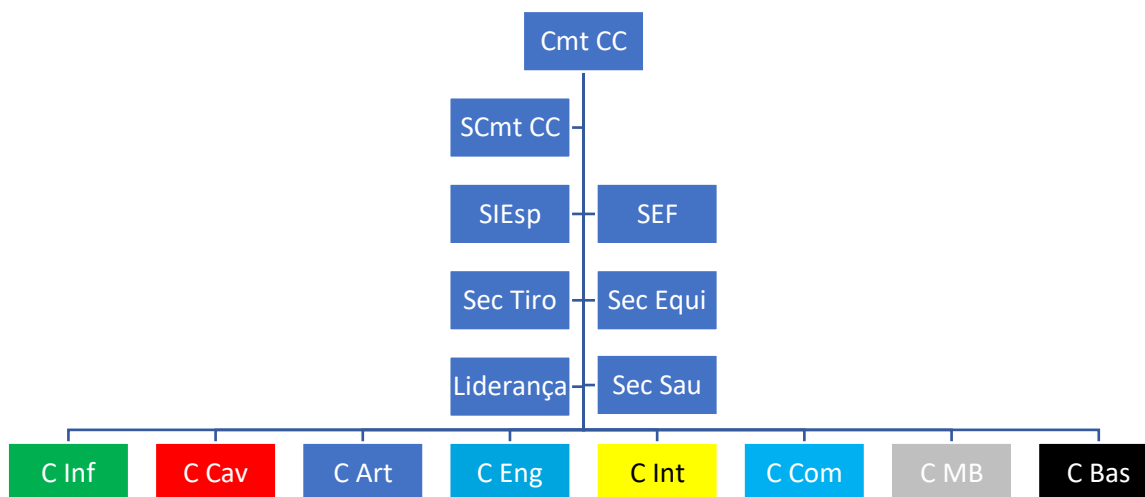 Cmt CC
SCmt CC
SIEsp
SEF
Sec Tiro
Sec Equi
Liderança
Sec Sau
C Inf
C Cav
C Art
C Eng
C Int
C Com
C MB
C Bas